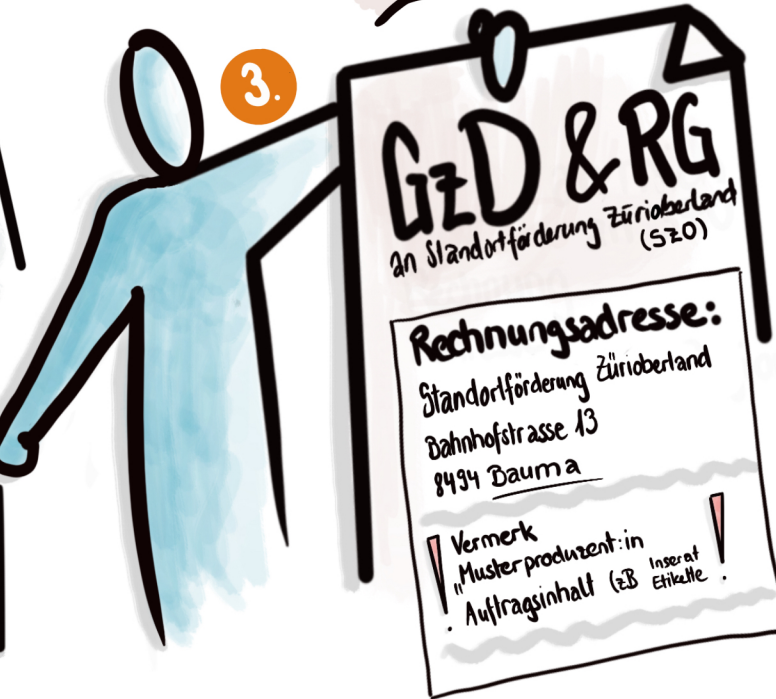 3.
GzD & RG
an Standortförderung Zürioberland
(SZO)
Rechnungsadresse:
Standortförderung Zürioberland
Bahnhofstrasse 13
8494 Bauma
! Vermerk !
„Musterproduzent:in
Auftragsinhalt (zB Inserat
Etikette